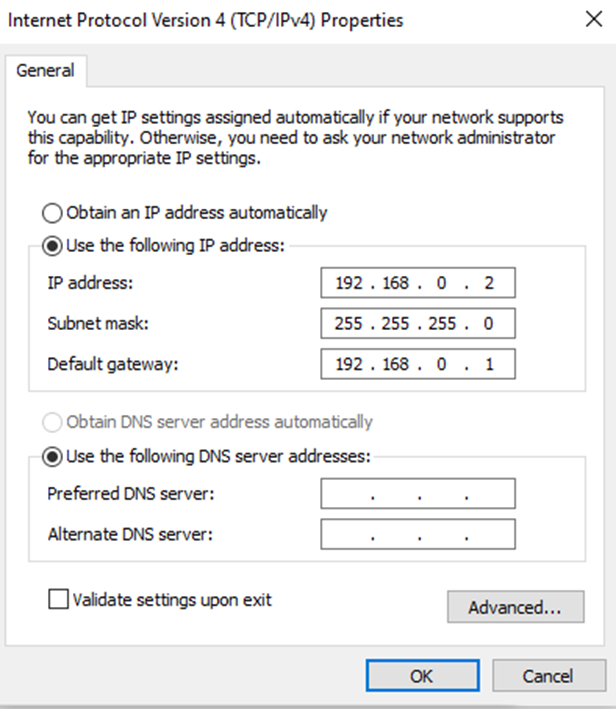 Internet Protocol Version 4 (TCP/IPv4) Properties
General
You can get IP settings assigned automatically if your network supports
this capability. Otherwise, you need to ask your network administrator
for the appropriate IP settings.
Obtain an IP address automatically
Use the following IP address:
IP address: 192 . 168 . 0 . 2
Subnet mask: 255 . 255 . 255 . 0
Default gateway: 192 . 168 . 0 . 1
Obtain DNS server address automatically
Use the following DNS server addresses:
Preferred DNS server: . . .
Alternate DNS server: . . .
Validate settings upon exit
Advanced...
OK Cancel